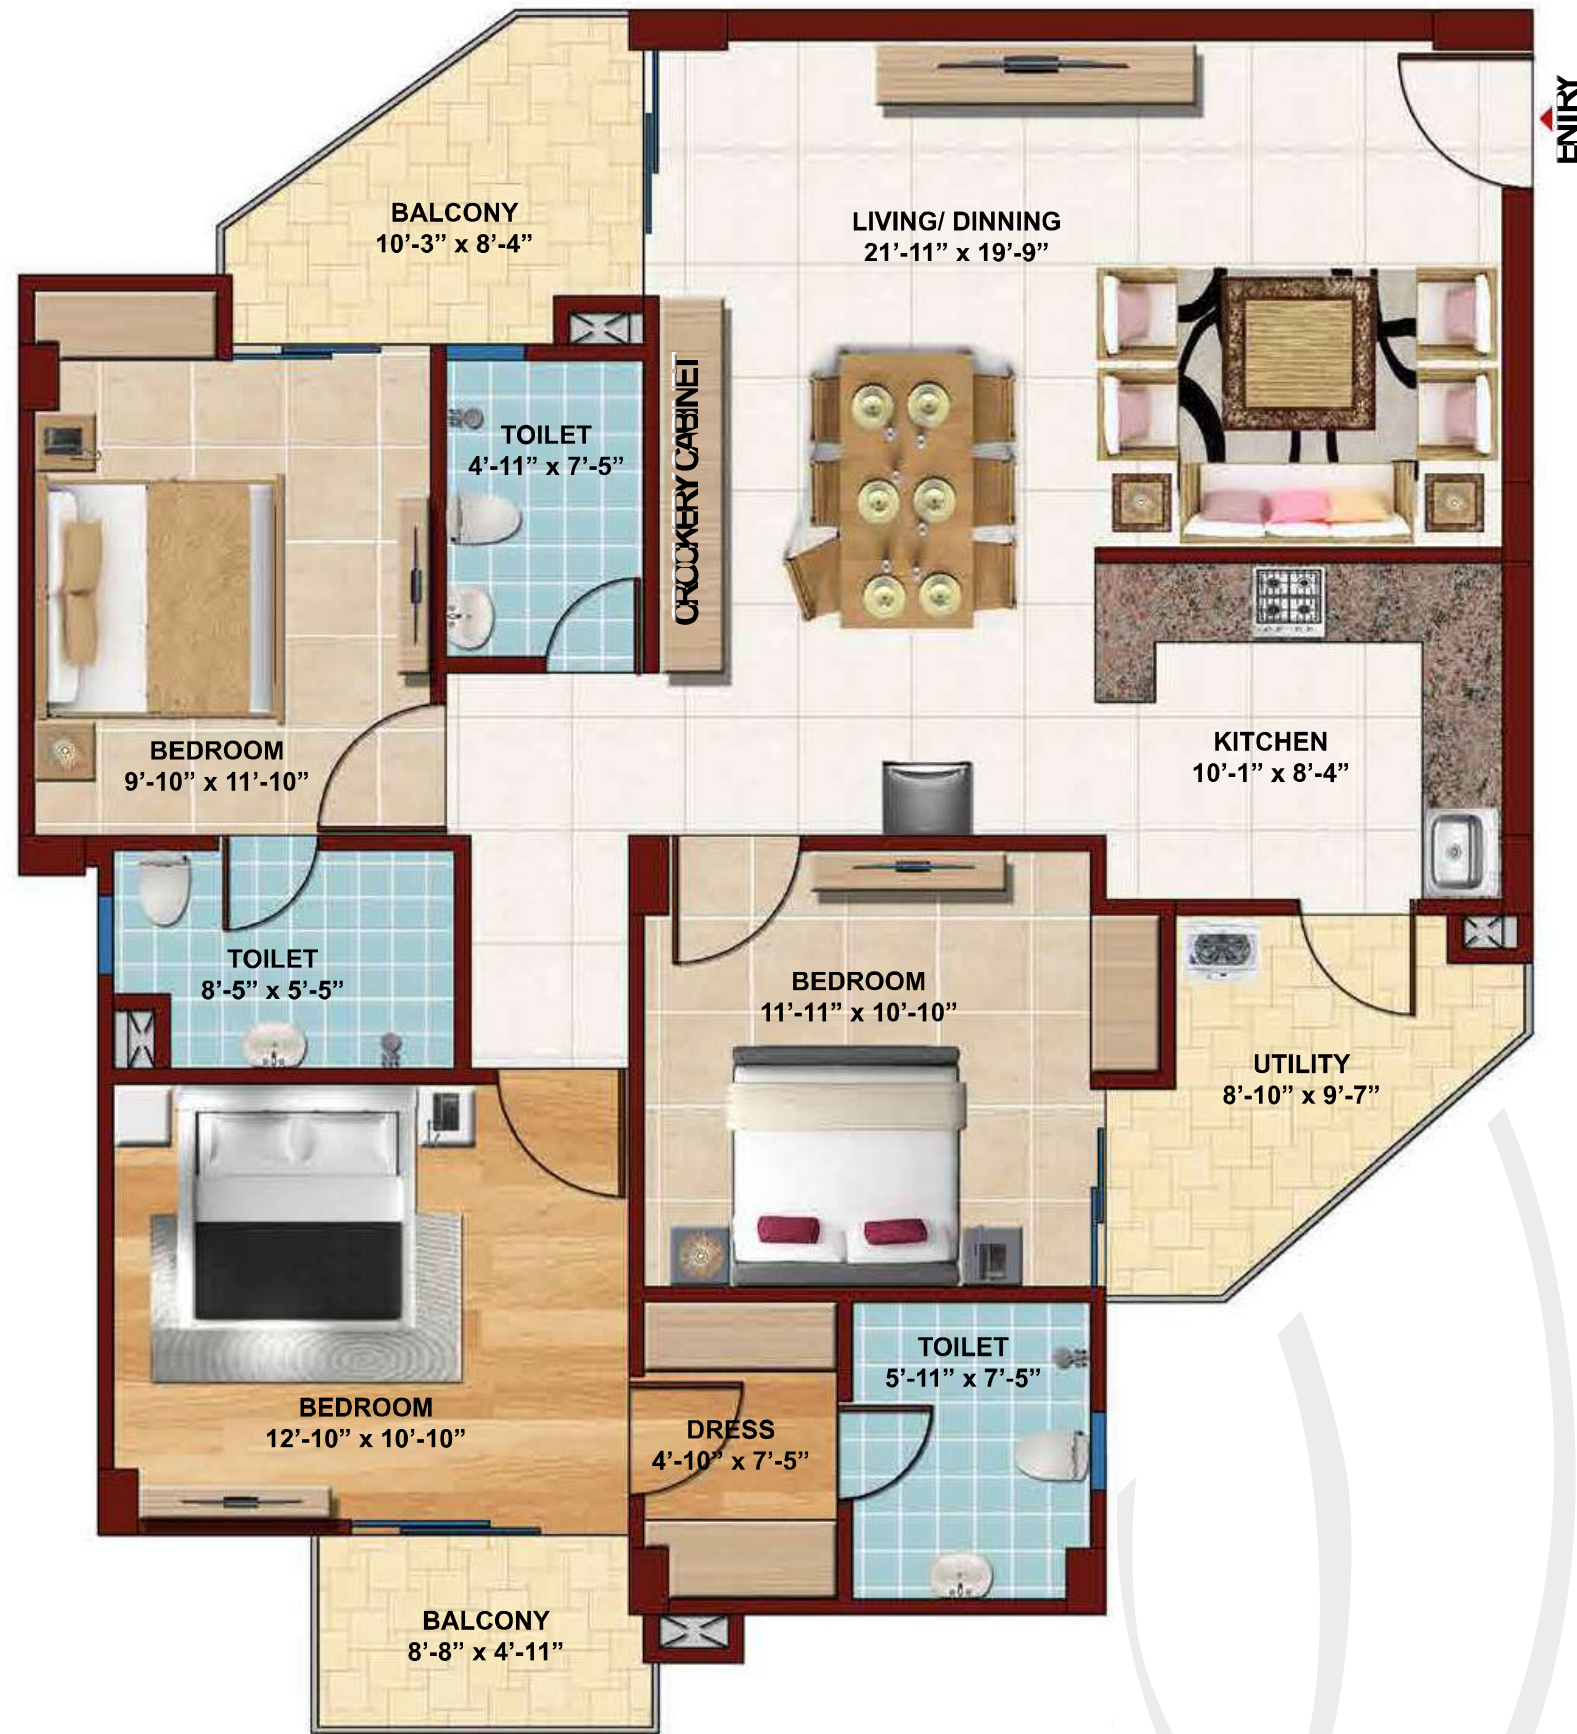 ENTRY
BALCONY
10’-3” x 8’-4”
LIVING/ DINNING
21’-11” x 19’-9”
CROCKERY CABINET
TOILET
4’-11” x 7’-5”
BEDROOM
9’-10” x 11’-10”
KITCHEN
10’-1” x 8’-4”
TOILET
8’-5” x 5’-5”
BEDROOM
11’-11” x 10’-10”
UTILITY
8’-10” x 9’-7”
TOILET
5’-11” x 7’-5”
BEDROOM
12’-10” x 10’-10”
DRESS
4’-10” x 7’-5”
BALCONY
8’-8” x 4’-11”